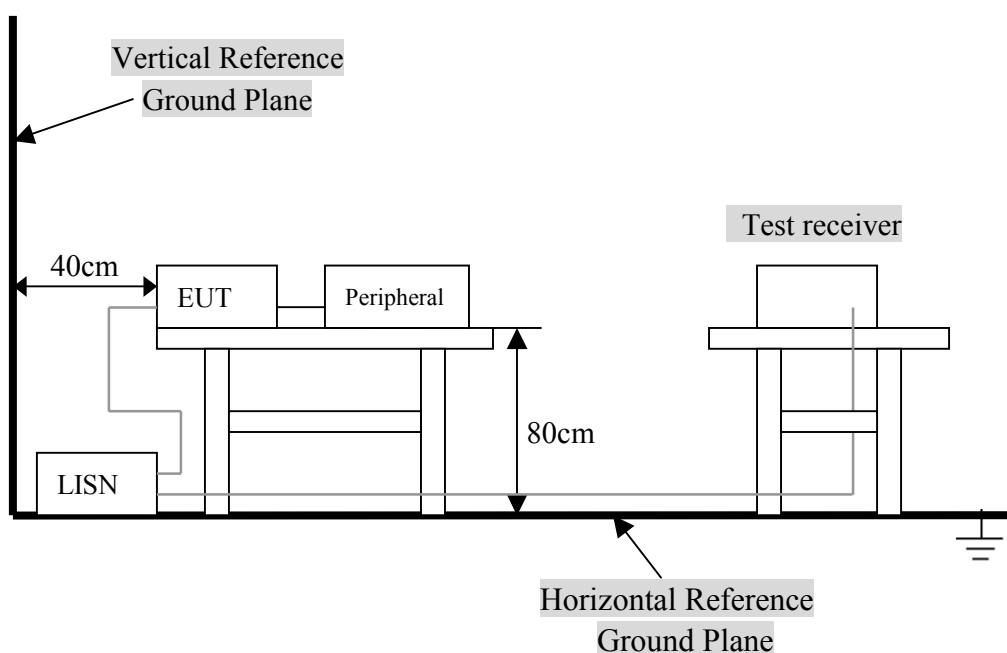 Vertical Reference
Ground Plane
Test receiver
40cm
EUT
Peripheral
80cm
LISN
Horizontal Reference
Ground Plane